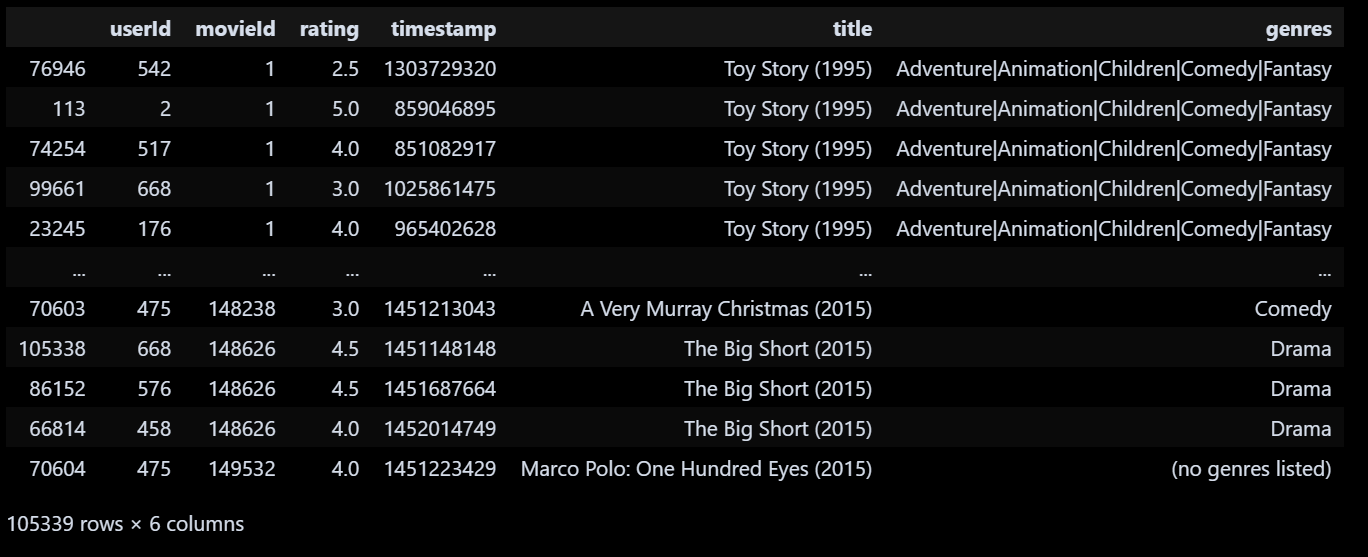 userId movieId rating timestamp title genres
76946 542 1 2.5 1303729320 Toy Story (1995) Adventure|Animation|Children|Comedy|Fantasy
113 2 1 5.0 859046895 Toy Story (1995) Adventure|Animation|Children|Comedy|Fantasy
74254 517 1 4.0 851082917 Toy Story (1995) Adventure|Animation|Children|Comedy|Fantasy
99661 668 1 3.0 1025861475 Toy Story (1995) Adventure|Animation|Children|Comedy|Fantasy
23245 176 1 4.0 965402628 Toy Story (1995) Adventure|Animation|Children|Comedy|Fantasy
... ... ... ... ... ... ...
70603 475 148238 3.0 1451213043 A Very Murray Christmas (2015) Comedy
105338 668 148626 4.5 1451148148 The Big Short (2015) Drama
86152 576 148626 4.5 1451687664 The Big Short (2015) Drama
66814 458 148626 4.0 1452014749 The Big Short (2015) Drama
70604 475 149532 4.0 1451223429 Marco Polo: One Hundred Eyes (2015) (no genres listed)
105339 rows × 6 columns